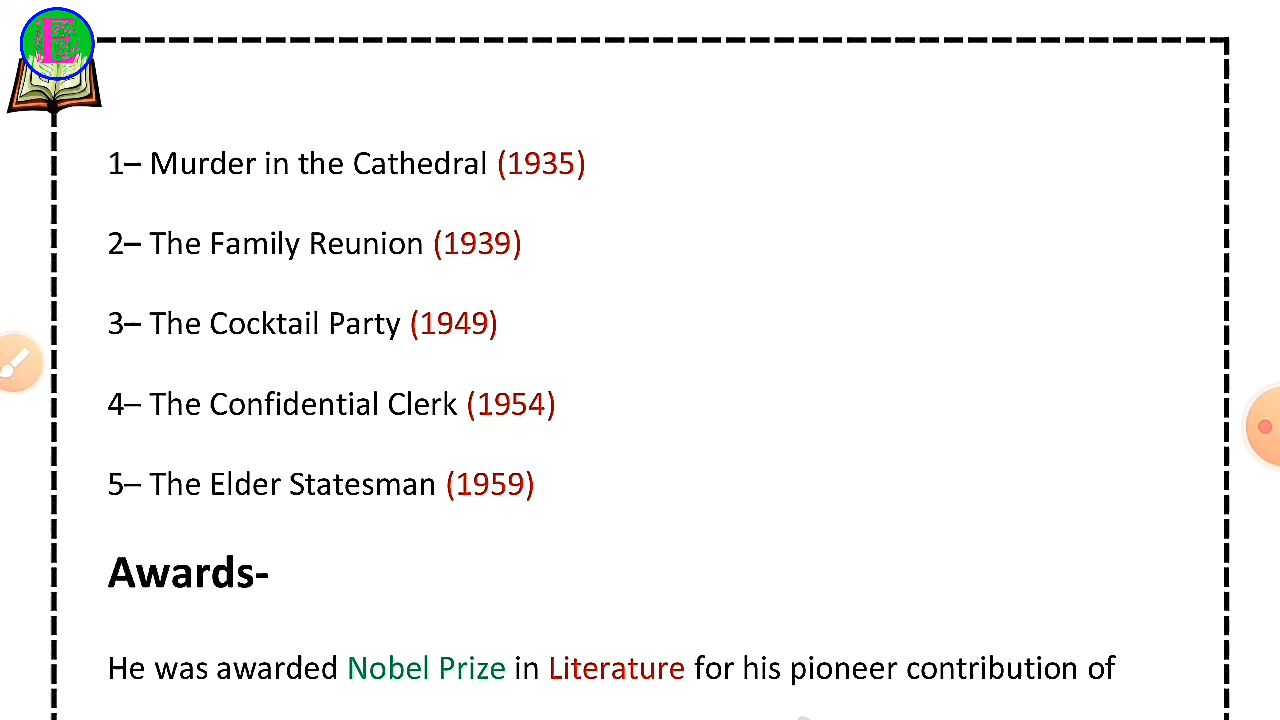 E
1– Murder in the Cathedral (1935)
2– The Family Reunion (1939)
3– The Cocktail Party (1949)
4– The Confidential Clerk (1954)
5– The Elder Statesman (1959)
Awards-
He was awarded Nobel Prize in Literature for his pioneer contribution of